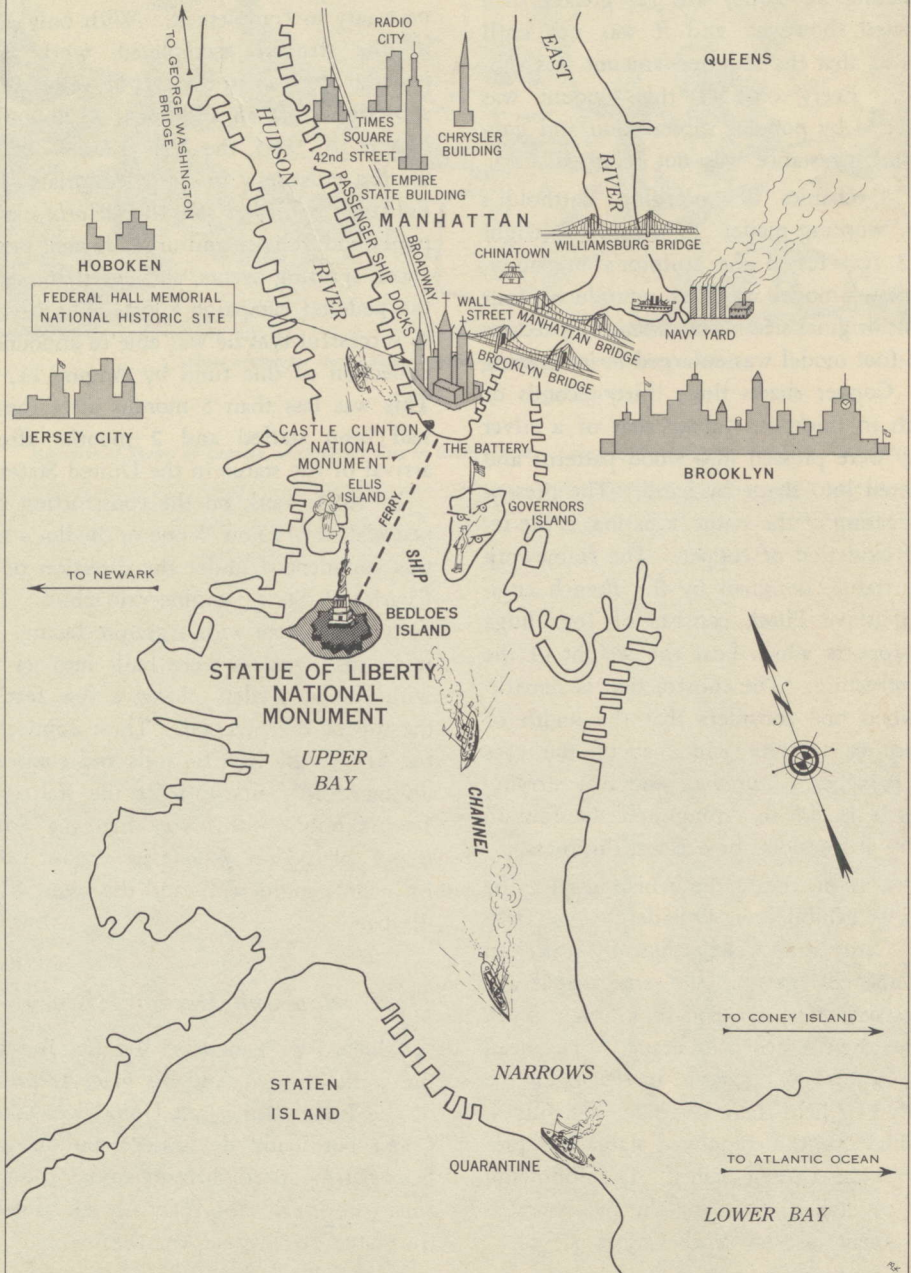 TO GEORGE WASHINGTON
BRIDGE
HUDSON
RIVER
RADIO
CITY
TIMES
SQUARE
42nd STREET
EMPIRE
STATE BUILDING
CHRYSLER
BUILDING
EAST
RIVER
QUEENS
PASSENGER SHIP DOCKS
BROADWAY
MANHATTAN
HOBOKEN
CHINATOWN
WILLIAMSBURG BRIDGE
FEDERAL HALL MEMORIAL
NATIONAL HISTORIC SITE
WALL
STREET
MANHATTAN BRIDGE
BROOKLYN BRIDGE
NAVY YARD
JERSEY CITY
CASTLE CLINTON
NATIONAL
MONUMENT
THE BATTERY
BROOKLYN
ELLIS
ISLAND
FERRY
GOVERNORS
ISLAND
SHIP
TO NEWARK
BEDLOE'S
ISLAND
STATUE OF LIBERTY
NATIONAL
MONUMENT
UPPER
BAY
CHANNEL
TO CONEY ISLAND
NARROWS
STATEN
ISLAND
QUARANTINE
TO ATLANTIC OCEAN
LOWER BAY